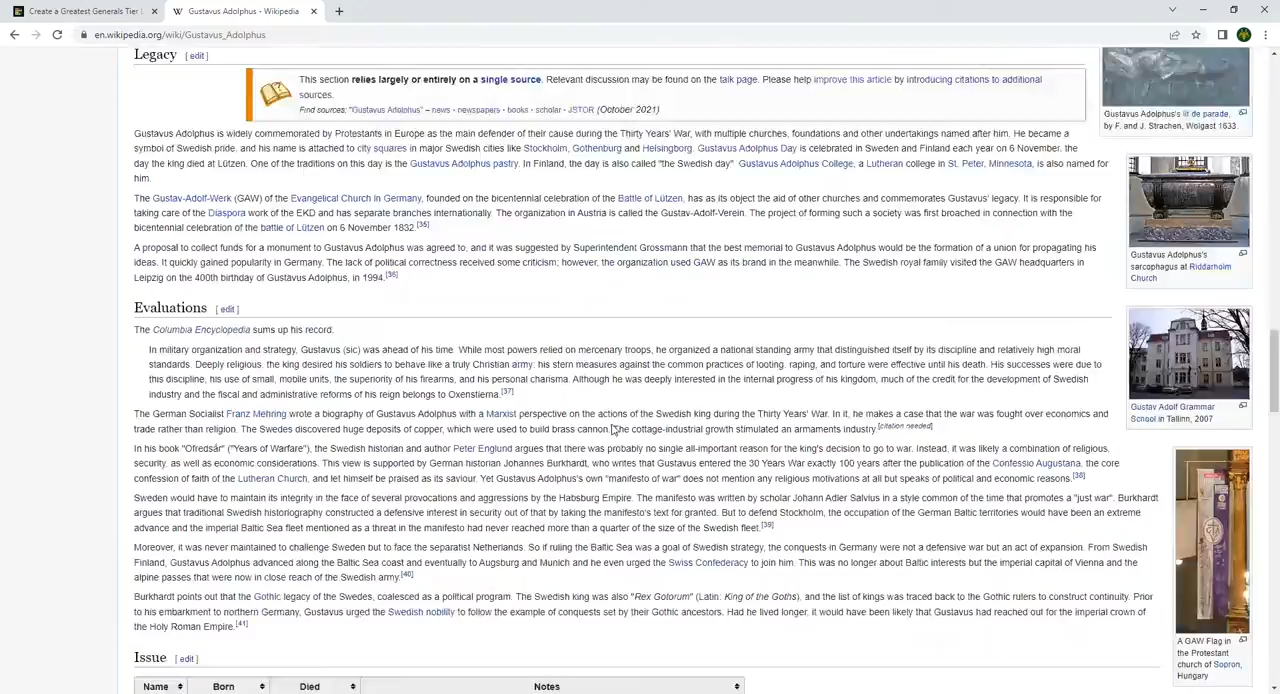 Create a Greatest Generals Tier L
Gustavus Adolphus - Wikipedia
en.wikipedia.org/wiki/Gustavus_Adolphus
Legacy [ edit ]
This section relies largely or entirely on a single source. Relevant discussion may be found on the talk page. Please help improve this article by introducing citations to additional
sources.
Find sources: "Gustavus Adolphus" – news · newspapers · books · scholar · JSTOR (October 2021)
Gustavus Adolphus is widely commemorated by Protestants in Europe as the main defender of their cause during the Thirty Years' War, with multiple churches, foundations and other undertakings named after him. He became a
symbol of Swedish pride, and his name is attached to city squares in major Swedish cities like Stockholm, Gothenburg and Helsingborg. Gustavus Adolphus Day is celebrated in Sweden and Finland each year on 6 November, the
day the king died at Lützen. One of the traditions on this day is the Gustavus Adolphus pastry. In Finland, the day is also called "the Swedish day" Gustavus Adolphus College, a Lutheran college in St. Peter, Minnesota, is also named for
him.
The Gustav-Adolf-Werk (GAW) of the Evangelical Church in Germany, founded on the bicentennial celebration of the Battle of Lützen, has as its object the aid of other churches and commemorates Gustavus' legacy. It is responsible for
taking care of the Diaspora work of the EKD and has separate branches internationally. The organization in Austria is called the Gustav-Adolf-Verein. The project of forming such a society was first broached in connection with the
bicentennial celebration of the battle of Lützen on 6 November 1832.[35]
A proposal to collect funds for a monument to Gustavus Adolphus was agreed to, and it was suggested by Superintendent Grossmann that the best memorial to Gustavus Adolphus would be the formation of a union for propagating his
ideas. It quickly gained popularity in Germany. The lack of political correctness received some criticism; however, the organization used GAW as its brand in the meanwhile. The Swedish royal family visited the GAW headquarters in
Leipzig on the 400th birthday of Gustavus Adolphus, in 1994.[36]
Evaluations [ edit ]
The Columbia Encyclopedia sums up his record:
In military organization and strategy, Gustavus (sic) was ahead of his time. While most powers relied on mercenary troops, he organized a national standing army that distinguished itself by its discipline and relatively high moral
standards. Deeply religious, the king desired his soldiers to behave like a truly Christian army: his stern measures against the common practices of looting, raping, and torture were effective until his death. His successes were due to
this discipline, his use of small, mobile units, the superiority of his firearms, and his personal charisma. Although he was deeply interested in the internal progress of his kingdom, much of the credit for the development of Swedish
industry and the fiscal and administrative reforms of his reign belongs to Oxenstierna.[37]
The German Socialist Franz Mehring wrote a biography of Gustavus Adolphus with a Marxist perspective on the actions of the Swedish king during the Thirty Years' War. In it, he makes a case that the war was fought over economics and
trade rather than religion. The Swedes discovered huge deposits of copper, which were used to build brass cannon. The cottage-industrial growth stimulated an armaments industry.[citation needed]
In his book "Ofredsår" ("Years of Warfare"), the Swedish historian and author Peter Englund argues that there was probably no single all-important reason for the king's decision to go to war. Instead, it was likely a combination of religious,
security, as well as economic considerations. This view is supported by German historian Johannes Burkhardt, who writes that Gustavus entered the 30 Years War exactly 100 years after the publication of the Confessio Augustana, the core
confession of faith of the Lutheran Church, and let himself be praised as its saviour. Yet Gustavus Adolphus's own "manifesto of war" does not mention any religious motivations at all but speaks of political and economic reasons.[38]
Sweden would have to maintain its integrity in the face of several provocations and aggressions by the Habsburg Empire. The manifesto was written by scholar Johann Adler Salvius in a style common of the time that promotes a "just war". Burkhardt
argues that traditional Swedish historiography constructed a defensive interest in security out of that by taking the manifesto's text for granted. But to defend Stockholm, the occupation of the German Baltic territories would have been an extreme
advance and the imperial Baltic Sea fleet mentioned as a threat in the manifesto had never reached more than a quarter of the size of the Swedish fleet.[39]
Moreover, it was never maintained to challenge Sweden but to face the separatist Netherlands. So if ruling the Baltic Sea was a goal of Swedish strategy, the conquests in Germany were not a defensive war but an act of expansion. From Swedish
Finland, Gustavus Adolphus advanced along the Baltic Sea coast and eventually to Augsburg and Munich and he even urged the Swiss Confederacy to join him. This was no longer about Baltic interests but the imperial capital of Vienna and the
alpine passes that were now in close reach of the Swedish army.[40]
Burkhardt points out that the Gothic legacy of the Swedes, coalesced as a political program. The Swedish king was also "Rex Gotorum" (Latin: King of the Goths), and the list of kings was traced back to the Gothic rulers to construct continuity. Prior
to his embarkment to northern Germany, Gustavus urged the Swedish nobility to follow the example of conquests set by their Gothic ancestors. Had he lived longer, it would have been likely that Gustavus had reached out for the imperial crown of
the Holy Roman Empire.[41]
Issue [ edit ]
Name Born Died Notes
Gustavus Adolphus's lit de parade,
by F. and J. Strachen, Wolgast 1633.
Gustavus Adolphus's
sarcophagus at Riddarholm
Church
Gustav Adolf Grammar
School in Tallinn, 2007
A GAW Flag in
the Protestant
church of Sopron,
Hungary